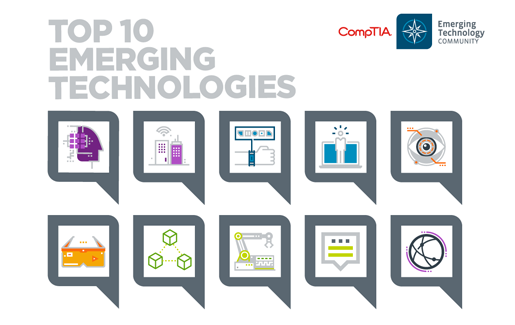 TOP 10
EMERGING
TECHNOLOGIES
CompTIA.
Emerging
Technology
COMMUNITY